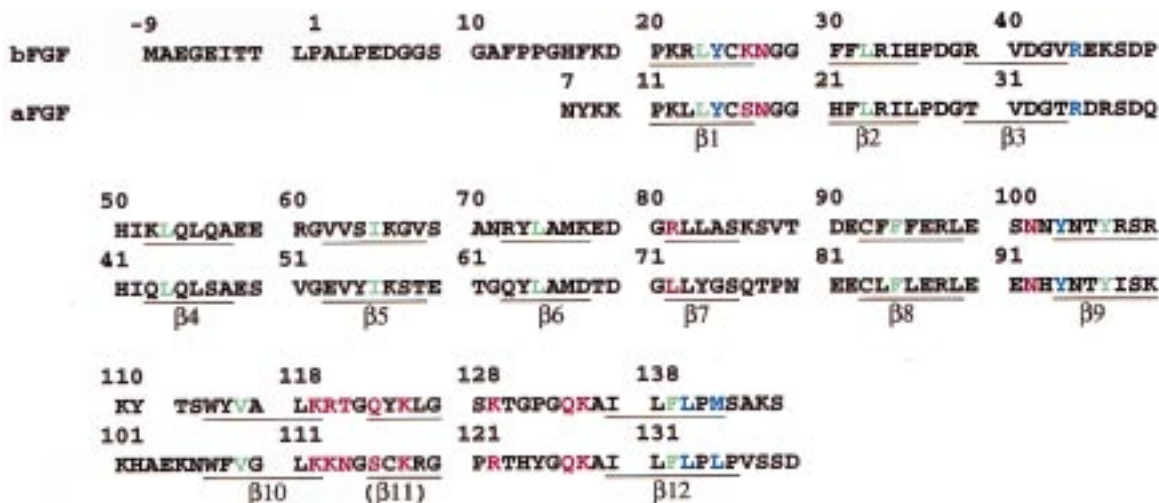 -9 1 10 20 30 40
bFGF MAEGEITT LPALPEDGGS GAFPPGHFKD PKRLYCKNGG FFLRIHPDGR VDGVREKSDP
7 11 21 31
aFGF NYKK PKLLYCSNGG HFLRILPDGT VDGTRDRSDQ
β1 β2 β3
50 60 70 80 90 100
HIKLQLQAEE RGVVSIKGVS ANRYLAMKED GRLLASKSVT DECFFFERLE SNNYNTYRSR
41 51 61 71 81 91
HIQLQLSAES VGEVYIKSTE TGQYLAMDTD GLLYGSQTPN EECLFLERLE ENHYNTYISK
β4 β5 β6 β7 β8 β9
110 118 128 138
KY TSWYVA LKRTGQYKLG SKTGPGQKAI LFLPMSAKS
101 111 121 131
KHAEKNWFVG LKKNGSCKRG PRTHYGQKAI LFLPLPVSSD
β10 (β11) β12